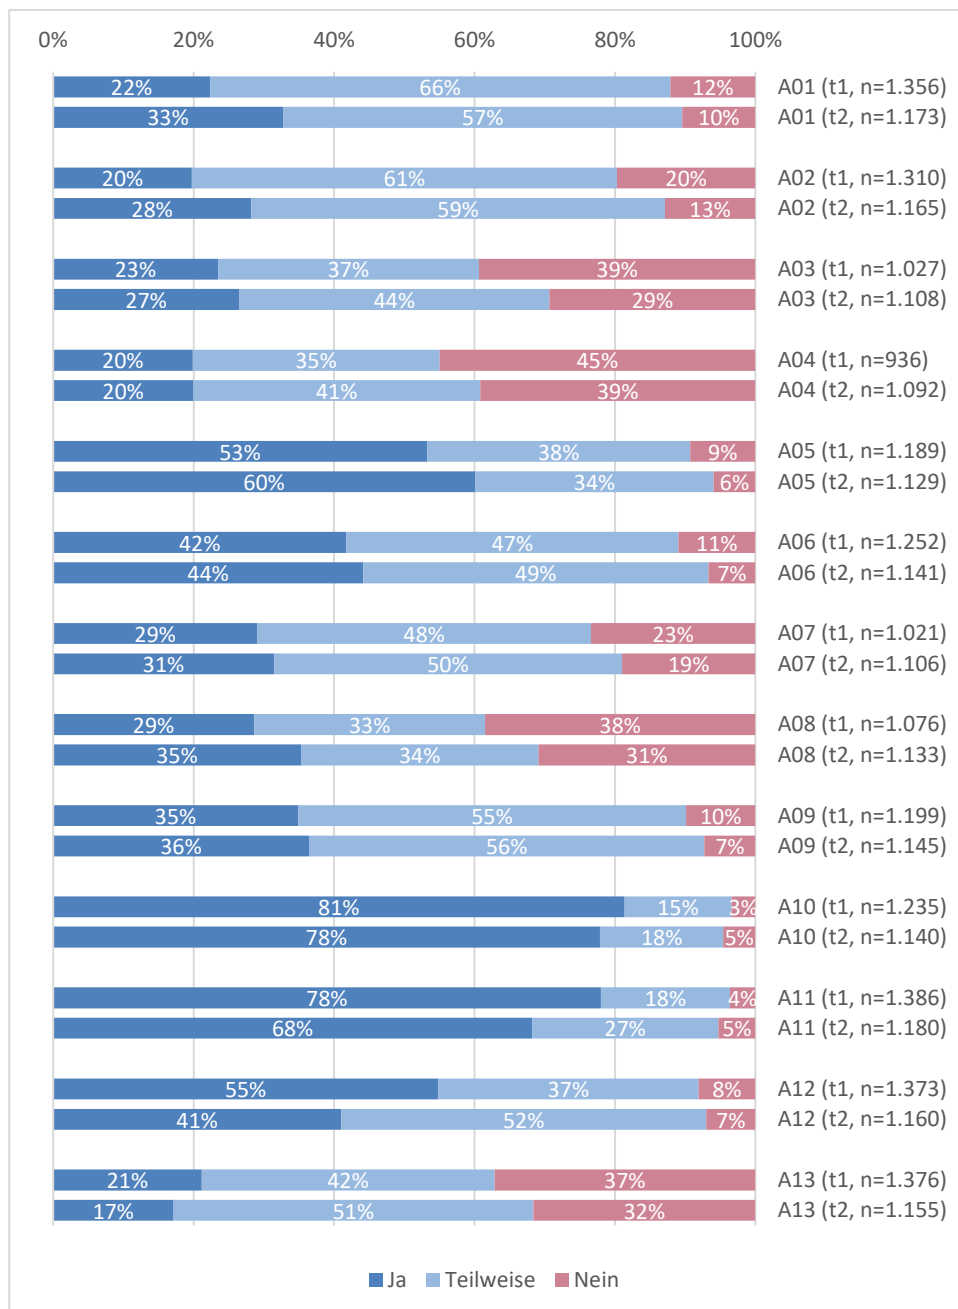 0% 20% 40% 60% 80% 100%
22% 66% 12% A01 (t1, n=1.356)
33% 57% 10% A01 (t2, n=1.173)
20% 61% 20% A02 (t1, n=1.310)
28% 59% 13% A02 (t2, n=1.165)
23% 37% 39% A03 (t1, n=1.027)
27% 44% 29% A03 (t2, n=1.108)
20% 35% 45% A04 (t1, n=936)
20% 41% 39% A04 (t2, n=1.092)
53% 38% 9% A05 (t1, n=1.189)
60% 34% 6% A05 (t2, n=1.129)
42% 47% 11% A06 (t1, n=1.252)
44% 49% 7% A06 (t2, n=1.141)
29% 48% 23% A07 (t1, n=1.021)
31% 50% 19% A07 (t2, n=1.106)
29% 33% 38% A08 (t1, n=1.076)
35% 34% 31% A08 (t2, n=1.133)
35% 55% 10% A09 (t1, n=1.199)
36% 56% 7% A09 (t2, n=1.145)
81% 15% 3% A10 (t1, n=1.235)
78% 18% 5% A10 (t2, n=1.140)
78% 18% 4% A11 (t1, n=1.386)
68% 27% 5% A11 (t2, n=1.180)
55% 37% 8% A12 (t1, n=1.373)
41% 52% 7% A12 (t2, n=1.160)
21% 42% 37% A13 (t1, n=1.376)
17% 51% 32% A13 (t2, n=1.155)
Ja Teilweise Nein